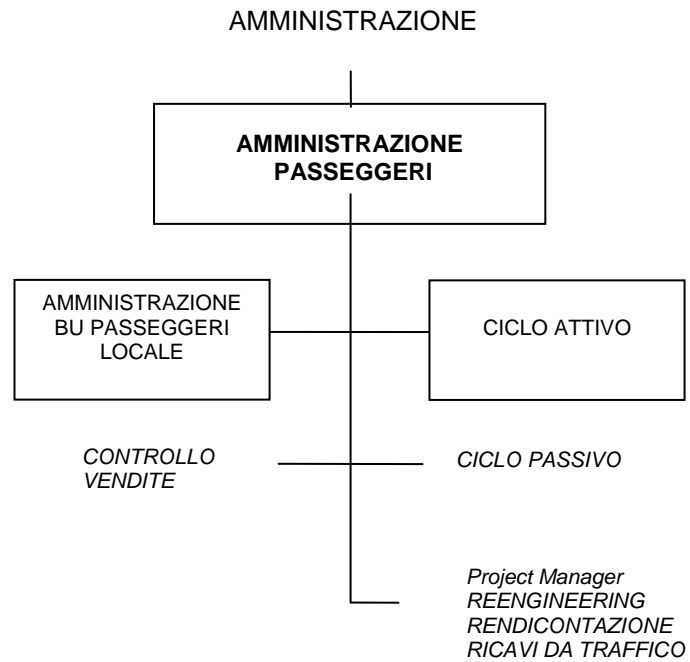 AMMINISTRAZIONE
AMMINISTRAZIONE
PASSEGGERI
AMMINISTRAZIONE
BU PASSEGGERI
LOCALE
CICLO ATTIVO
CONTROLLO
VENDITE
CICLO PASSIVO
Project Manager
REENGINEERING
RENDICONTAZIONE
RICAVI DA TRAFFICO